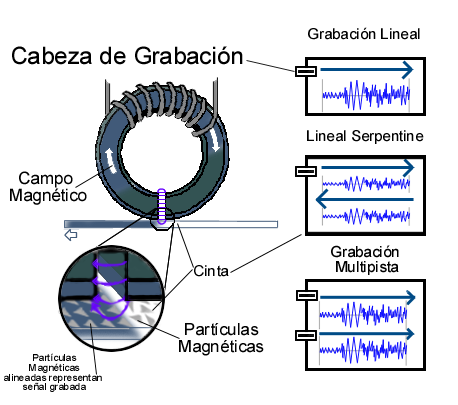 Grabación Lineal
Cabeza de Grabación
Lineal Serpentine
Campo
Magnético
Grabación
Multipista
Cinta
Partículas
Magnéticas
Partículas
Magnéticas
alineadas representan
señal grabada